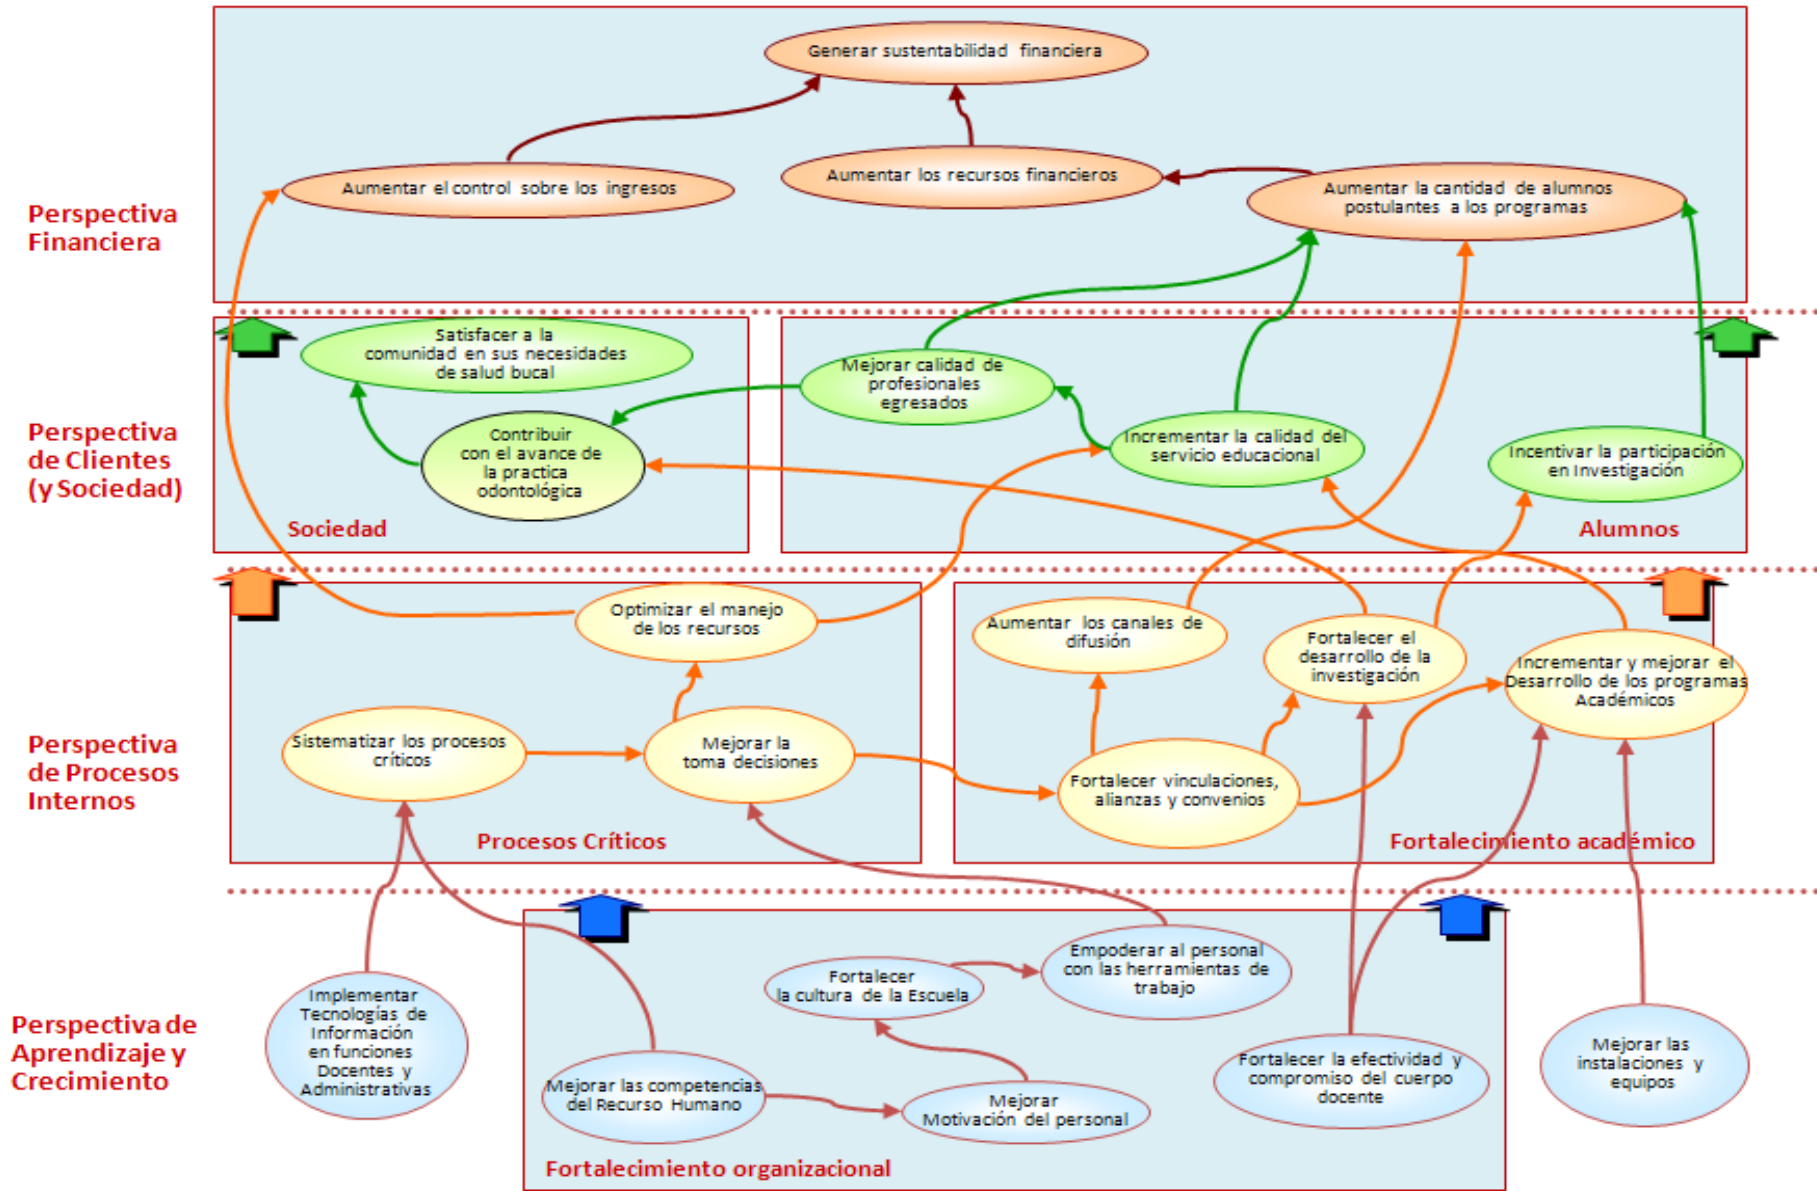 Generar sustentabilidad financiera
Aumentar el control sobre los ingresos
Aumentar los recursos financieros
Aumentar la cantidad de alumnos
postulantes a los programas
Perspectiva
Financiera
Satisfacer a la
comunidad en sus necesidades
de salud bucal
Mejorar calidad de
profesionales
egresados
Contribuir
con el avance de
la practica
odontológica
Incrementar la calidad del
servicio educacional
Incentivar la participación
en Investigación
Perspectiva
de Clientes
(y Sociedad)
Sociedad
Alumnos
Optimizar el manejo
de los recursos
Aumentar los canales de
difusión
Fortalecer el
desarrollo de la
investigación
Incrementar y mejorar el
Desarrollo de los programas
Académicos
Sistematizar los procesos
críticos
Mejorar la
toma decisiones
Fortalecer vinculaciones,
alianzas y convenios
Perspectiva
de Procesos
Internos
Procesos Críticos
Fortalecimiento académico
Implementar
Tecnologías de
Información
en funciones
Docentes y
Administrativas
Fortalecer
la cultura de la Escuela
Empoderar al personal
con las herramientas de
trabajo
Mejorar las competencias
del Recurso Humano
Mejorar
Motivación del personal
Fortalecer la efectividad y
compromiso del cuerpo
docente
Mejorar las
instalaciones y
equipos
Perspectiva de
Aprendizaje y
Crecimiento
Fortalecimiento organizacional